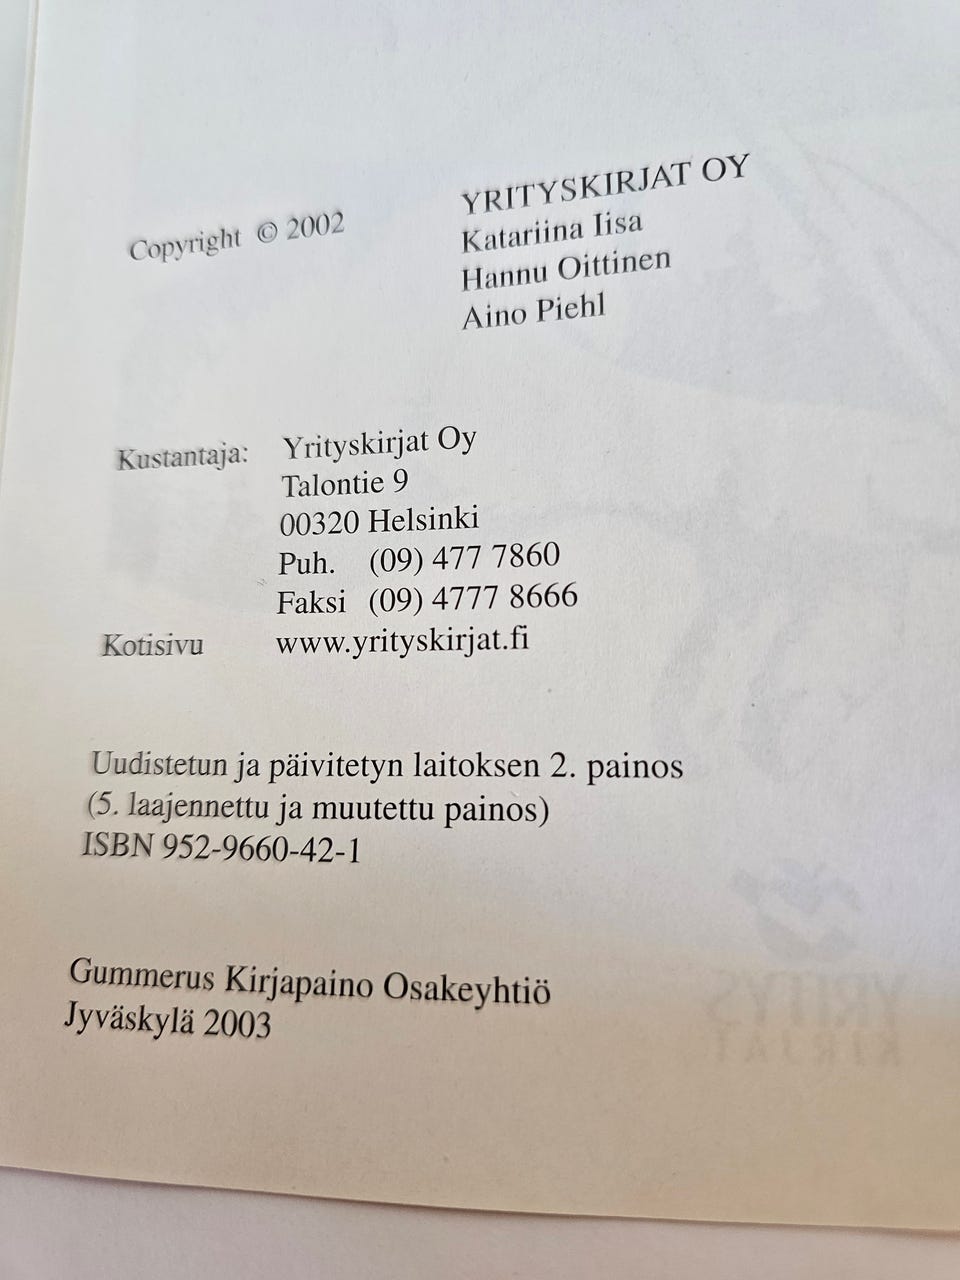 Copyright © 2002 YRITYSKIRJAT OY
Katariina Iisa
Hannu Oittinen
Aino Piehl
Kustantaja: Yrityskirjat Oy
Talontie 9
00320 Helsinki
Puh. (09) 477 7860
Faksi (09) 4777 8666
Kotisivu www.yrityskirjat.fi
Uudistetun ja päivitetyn laitoksen 2. painos
(5. laajennettu ja muutettu painos)
ISBN 952-9660-42-1
Gummerus Kirjapaino Osakeyhtiö
Jyväskylä 2003
YRITYS
KIRJAT